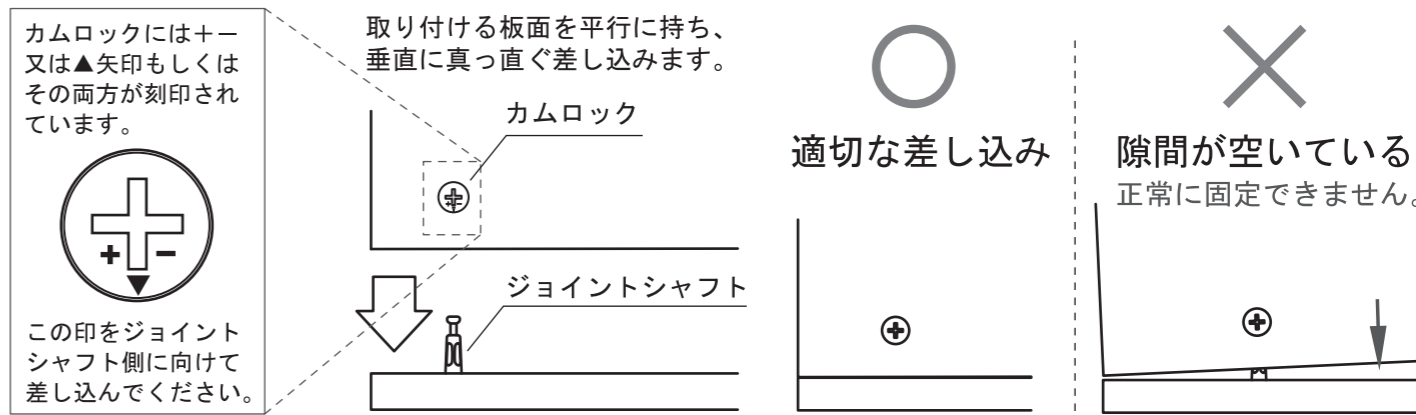 カムロックには＋－
又は▲矢印もしくは
その両方が刻印され
ています。
＋ －
この印をジョイント
シャフト側に向けて
差し込んでください。
取り付ける板面を平行に持ち、
垂直に真っ直ぐ差し込みます。
カムロック
ジョイントシャフト
適切な差し込み
隙間が空いている
正常に固定できません。